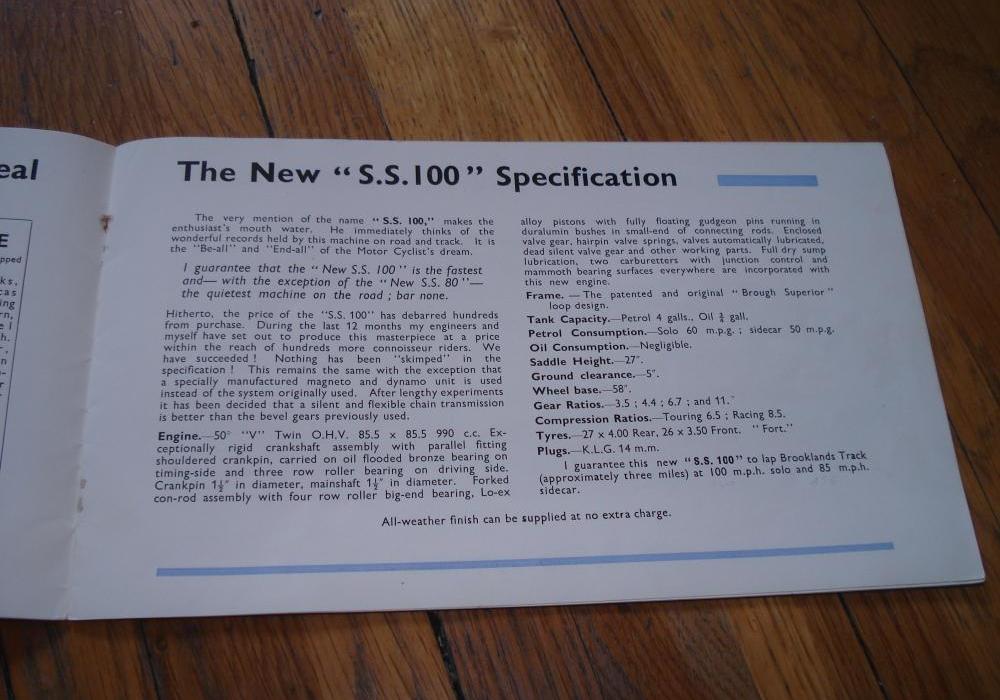 eal
E
pped
ks,
cas
ing
rn,
e l
h.
r,
n
The New "S.S.100" Specification
The very mention of the name "S.S. 100," makes the
enthusiast's mouth water. He immediately thinks of the
wonderful records held by this machine on road and track. It is
the "Be-all" and "End-all" of the Motor Cyclist's dream.
I guarantee that the "New S.S. 100" is the fastest
and—with the exception of the "New S.S. 80"—
the quietest machine on the road ; bar none.
Hitherto, the price of the "S.S. 100" has debarred hundreds
from purchase. During the last 12 months my engineers and
myself have set out to produce this masterpiece at a price
within the reach of hundreds more connoisseur riders. We
have succeeded ! Nothing has been "skimped" in the
specification ! This remains the same with the exception that
a specially manufactured magneto and dynamo unit is used
instead of the system originally used. After lengthy experiments
it has been decided that a silent and flexible chain transmission
is better than the bevel gears previously used.
Engine.—50° "V" Twin O.H.V. 85.5 x 85.5 990 c.c. Ex-
ceptionally rigid crankshaft assembly with parallel fitting
shouldered crankpin, carried on oil flooded bronze bearing on
timing-side and three row roller bearing on driving side.
Crankpin 1½" in diameter, mainshaft 1½" in diameter. Forked
con-rod assembly with four row roller big-end bearing, Lo-ex
alloy pistons with fully floating gudgeon pins running in
duralumin bushes in small-end of connecting rods. Enclosed
valve gear, hairpin valve springs, valves automatically lubricated,
dead silent valve gear and other working parts. Full dry sump
lubrication, two carburetters with junction control and
mammoth bearing surfaces everywhere are incorporated with
this new engine.
Frame.—The patented and original "Brough Superior"
loop design.
Tank Capacity.—Petrol 4 galls., Oil ¾ gall.
Petrol Consumption.—Solo 60 m.p.g. ; sidecar 50 m.p.g.
Oil Consumption.—Negligible.
Saddle Height.—27".
Ground clearance.—5".
Wheel base.—58".
Gear Ratios.—3.5 ; 4.4 ; 6.7 ; and 11.
Compression Ratios.—Touring 6.5 ; Racing 8.5.
Tyres.—27 x 4.00 Rear, 26 x 3.50 Front. "Fort."
Plugs.—K.L.G. 14 m.m.
I guarantee this new "S.S. 100" to lap Brooklands Track
(approximately three miles) at 100 m.p.h. solo and 85 m.p.h.
sidecar.
All-weather finish can be supplied at no extra charge.